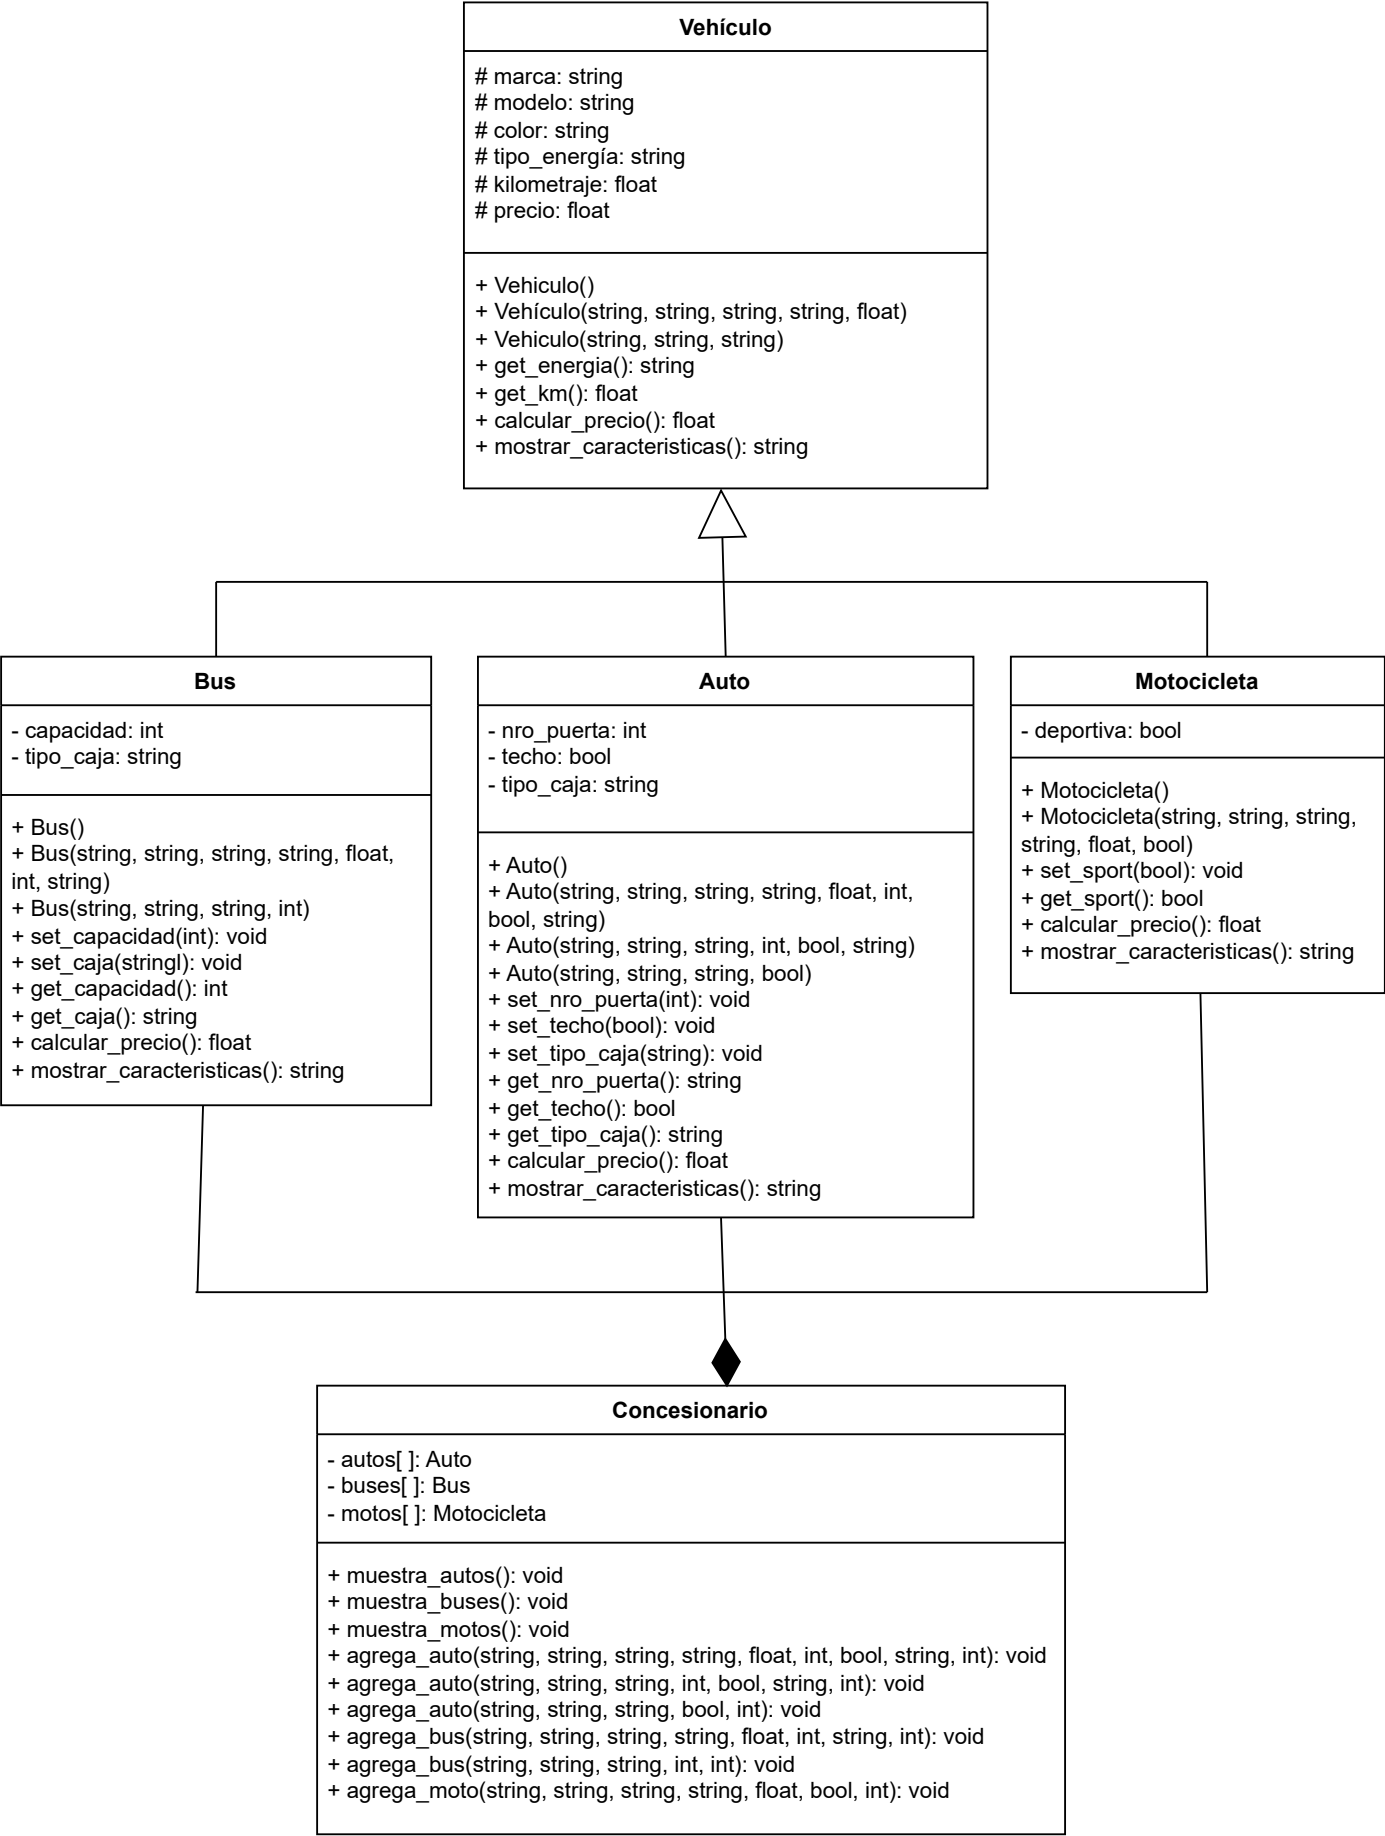 Vehículo
# marca: string
# modelo: string
# color: string
# tipo_energía: string
# kilometraje: float
# precio: float
+ Vehiculo()
+ Vehículo(string, string, string, string, float)
+ Vehiculo(string, string, string)
+ get_energia(): string
+ get_km(): float
+ calcular_precio(): float
+ mostrar_caracteristicas(): string
Bus
- capacidad: int
- tipo_caja: string
+ Bus()
+ Bus(string, string, string, string, float,
int, string)
+ Bus(string, string, string, int)
+ set_capacidad(int): void
+ set_caja(stringl): void
+ get_capacidad(): int
+ get_caja(): string
+ calcular_precio(): float
+ mostrar_caracteristicas(): string
Auto
- nro_puerta: int
- techo: bool
- tipo_caja: string
+ Auto()
+ Auto(string, string, string, string, float, int,
bool, string)
+ Auto(string, string, string, int, bool, string)
+ Auto(string, string, string, bool)
+ set_nro_puerta(int): void
+ set_techo(bool): void
+ set_tipo_caja(string): void
+ get_nro_puerta(): string
+ get_techo(): bool
+ get_tipo_caja(): string
+ calcular_precio(): float
+ mostrar_caracteristicas(): string
Motocicleta
- deportiva: bool
+ Motocicleta()
+ Motocicleta(string, string, string,
string, float, bool)
+ set_sport(bool): void
+ get_sport(): bool
+ calcular_precio(): float
+ mostrar_caracteristicas(): string
Concesionario
- autos[ ]: Auto
- buses[ ]: Bus
- motos[ ]: Motocicleta
+ muestra_autos(): void
+ muestra_buses(): void
+ muestra_motos(): void
+ agrega_auto(string, string, string, string, float, int, bool, string, int): void
+ agrega_auto(string, string, string, int, bool, string, int): void
+ agrega_auto(string, string, string, bool, int): void
+ agrega_bus(string, string, string, string, float, int, string, int): void
+ agrega_bus(string, string, string, int, int): void
+ agrega_moto(string, string, string, string, float, bool, int): void